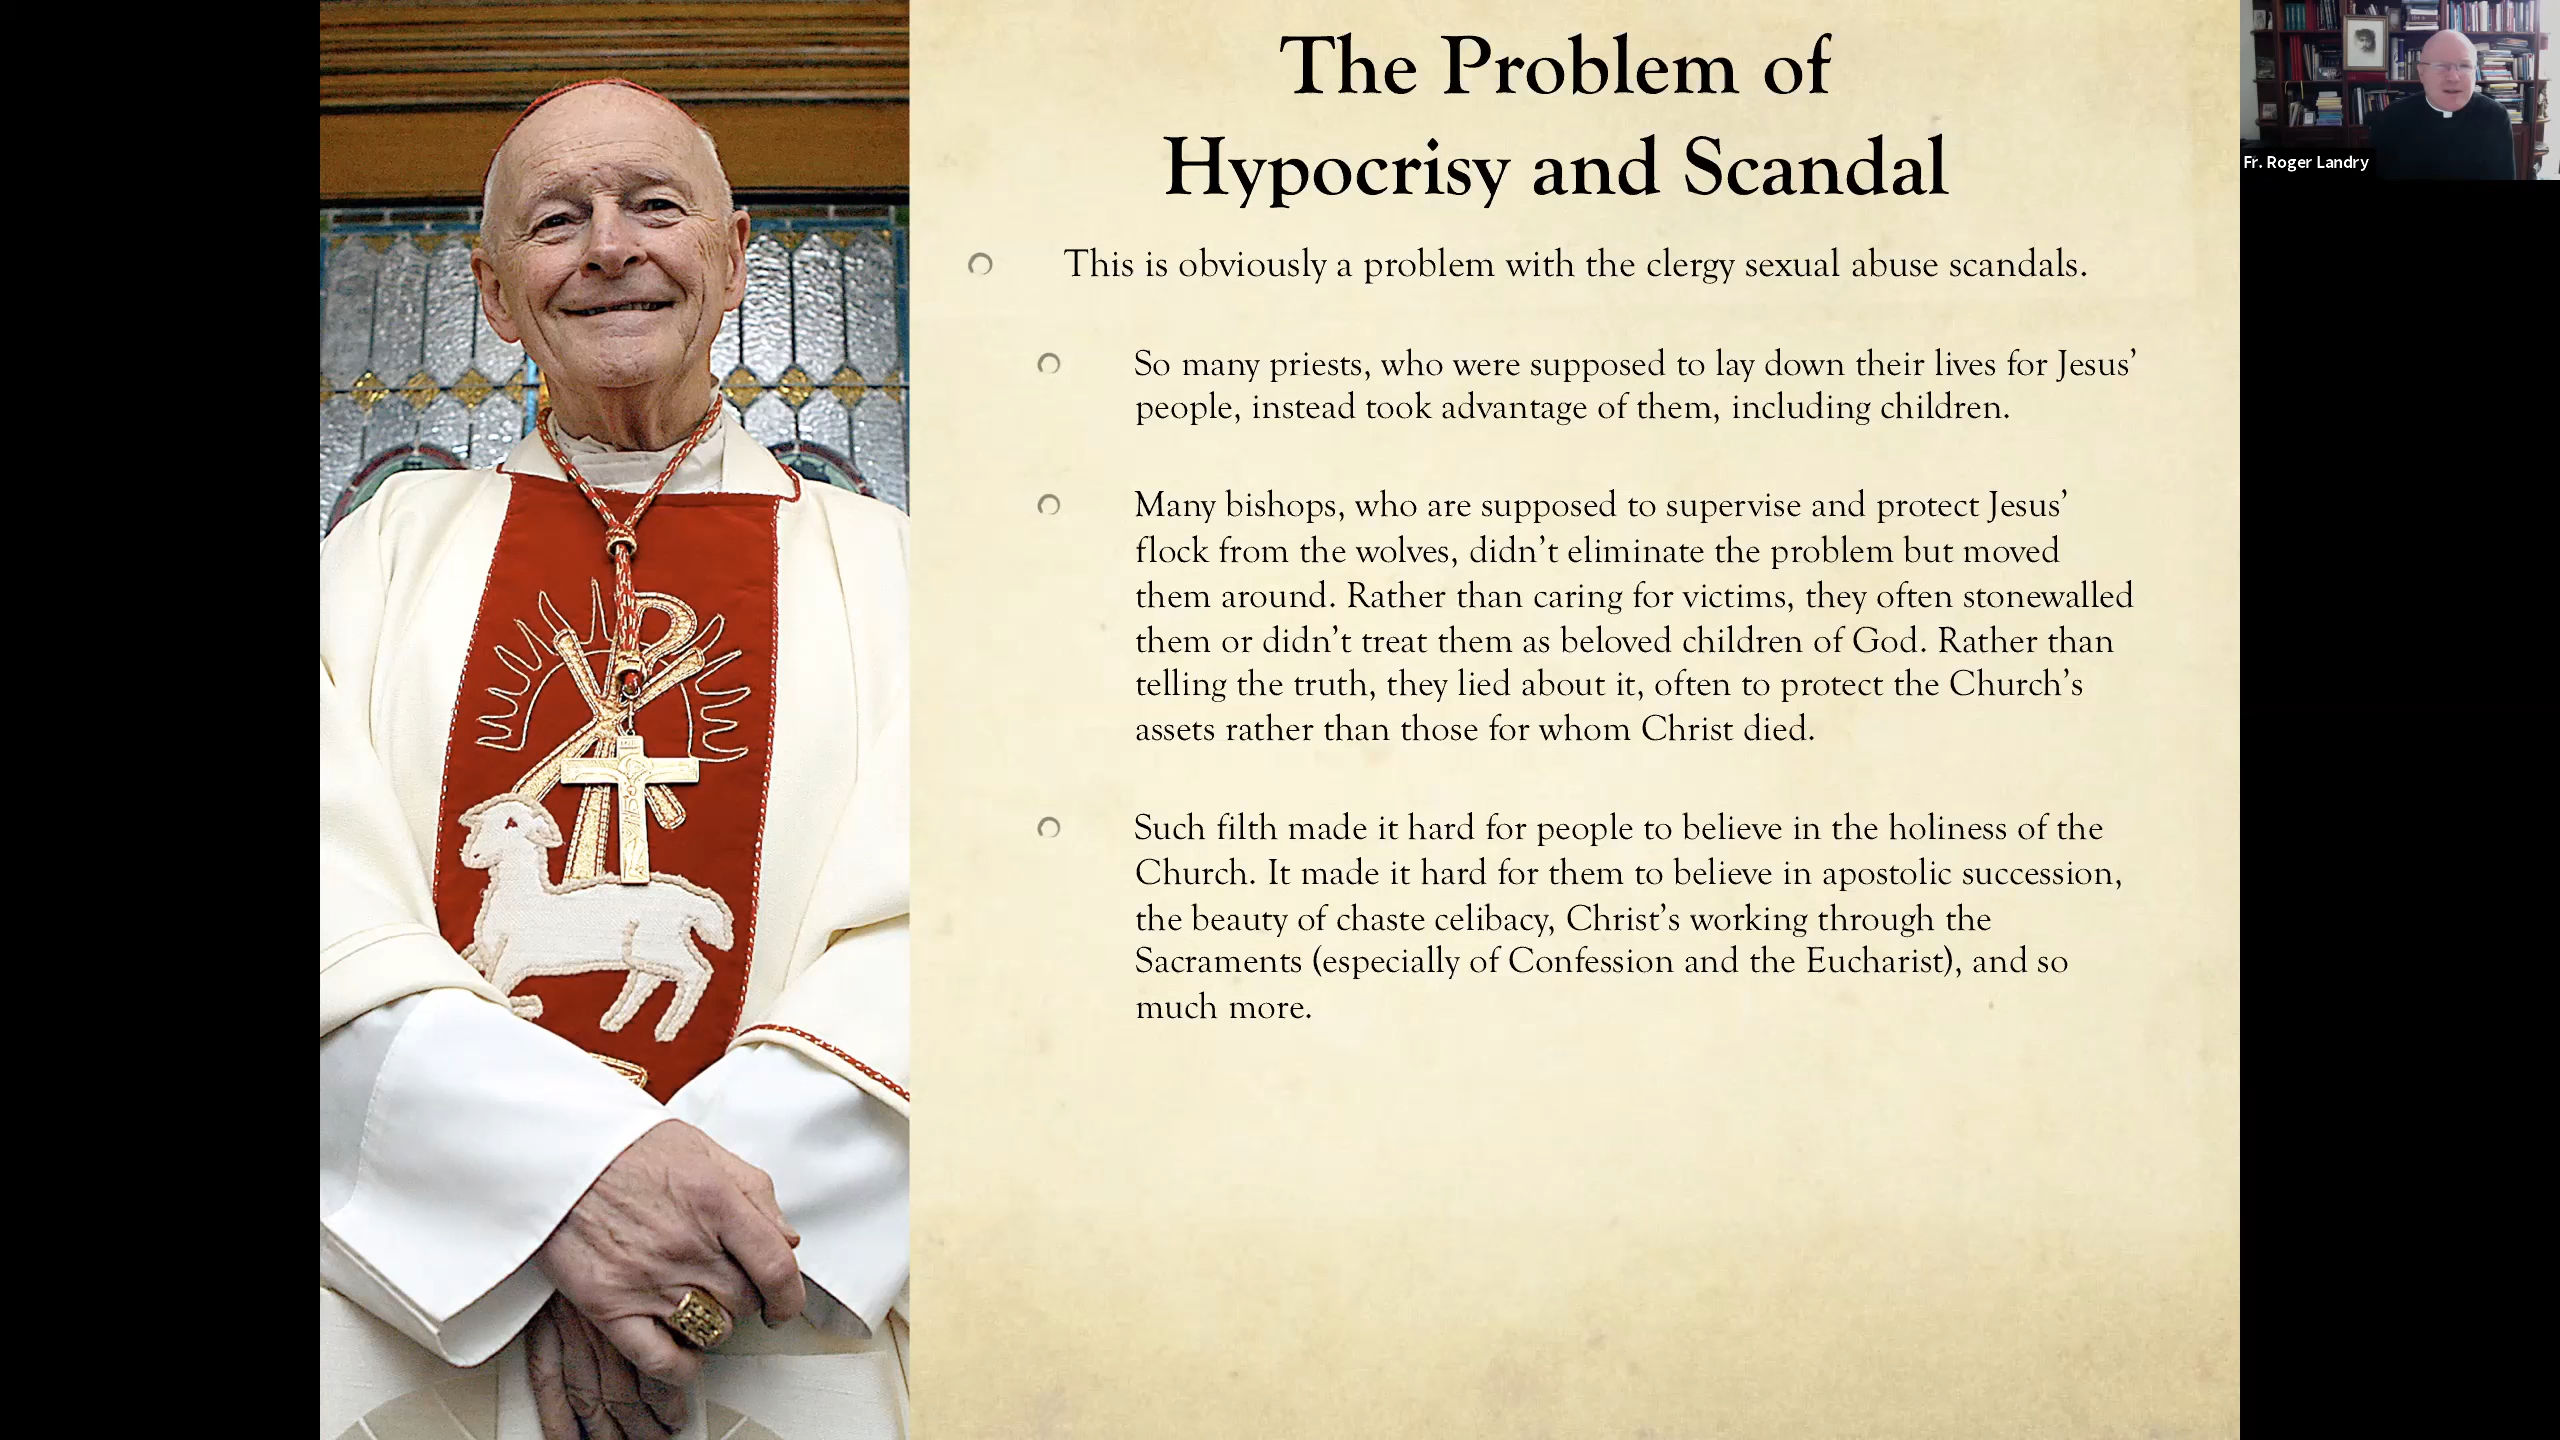 The Problem of
Hypocrisy and Scandal
This is obviously a problem with the clergy sexual abuse scandals.
So many priests, who were supposed to lay down their lives for Jesus’
people, instead took advantage of them, including children.
Many bishops, who are supposed to supervise and protect Jesus’
flock from the wolves, didn’t eliminate the problem but moved
them around. Rather than caring for victims, they often stonewalled
them or didn’t treat them as beloved children of God. Rather than
telling the truth, they lied about it, often to protect the Church’s
assets rather than those for whom Christ died.
Such filth made it hard for people to believe in the holiness of the
Church. It made it hard for them to believe in apostolic succession,
the beauty of chaste celibacy, Christ’s working through the
Sacraments (especially of Confession and the Eucharist), and so
much more.
Fr. Roger Landry